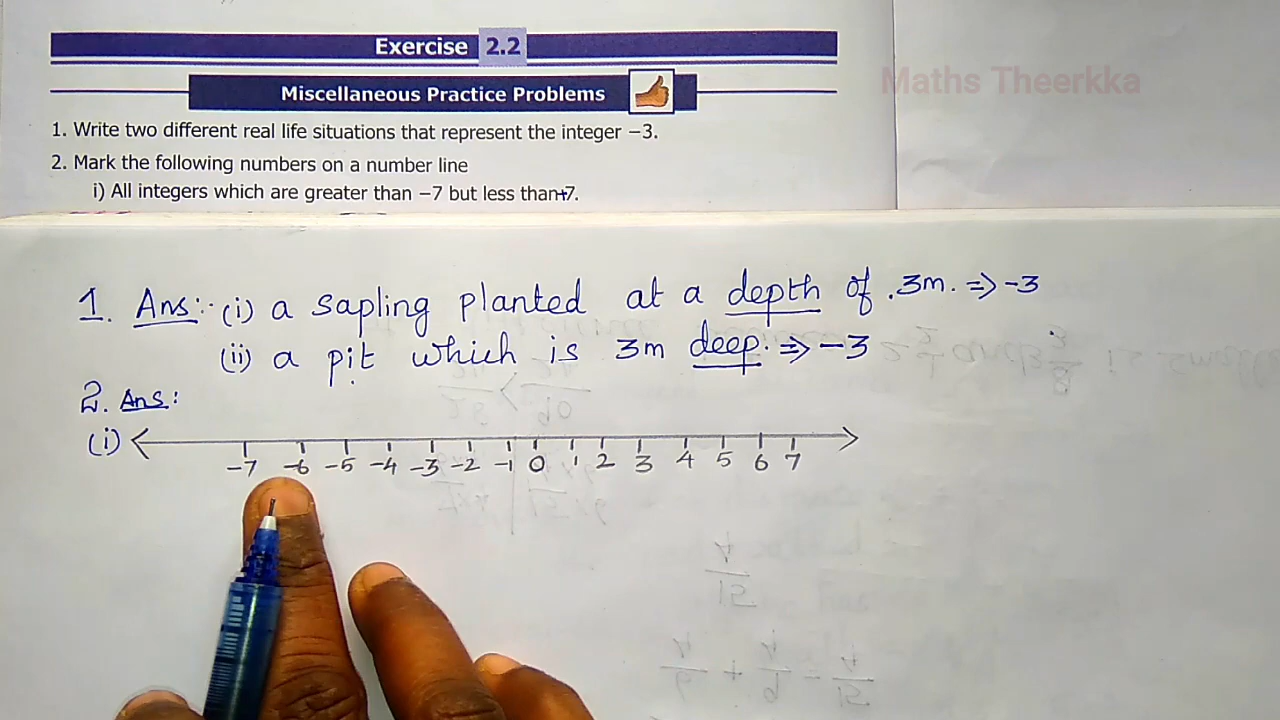 Exercise 2.2
Maths Theerkka
Miscellaneous Practice Problems
1. Write two different real life situations that represent the integer −3.
2. Mark the following numbers on a number line
i) All integers which are greater than −7 but less than +7.
1. Ans:- (i) a sapling planted at a depth of .3m. ⇒ -3
(ii) a pit which is 3m deep. ⇒ -3
2. Ans:
(i)
-7 -6 -5 -4 -3 -2 -1 0 1 2 3 4 5 6 7